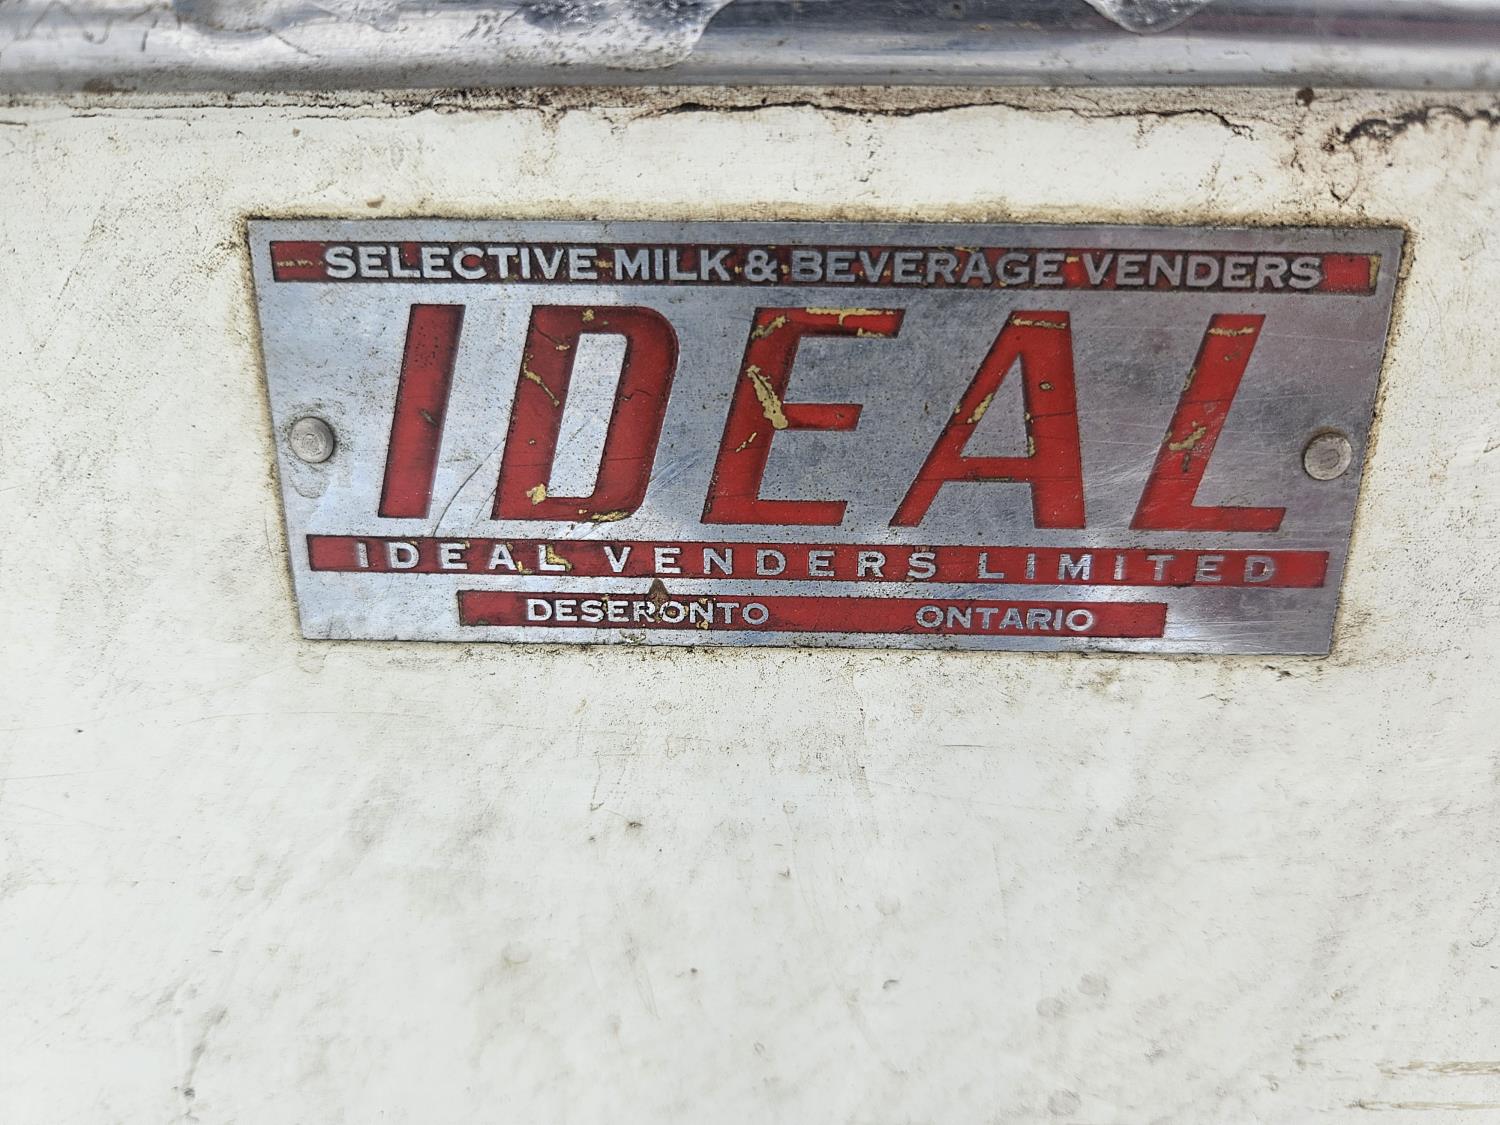 SELECTIVE MILK & BEVERAGE VENDERS
IDEAL
IDEAL VENDERS LIMITED
DESERONTO ONTARIO